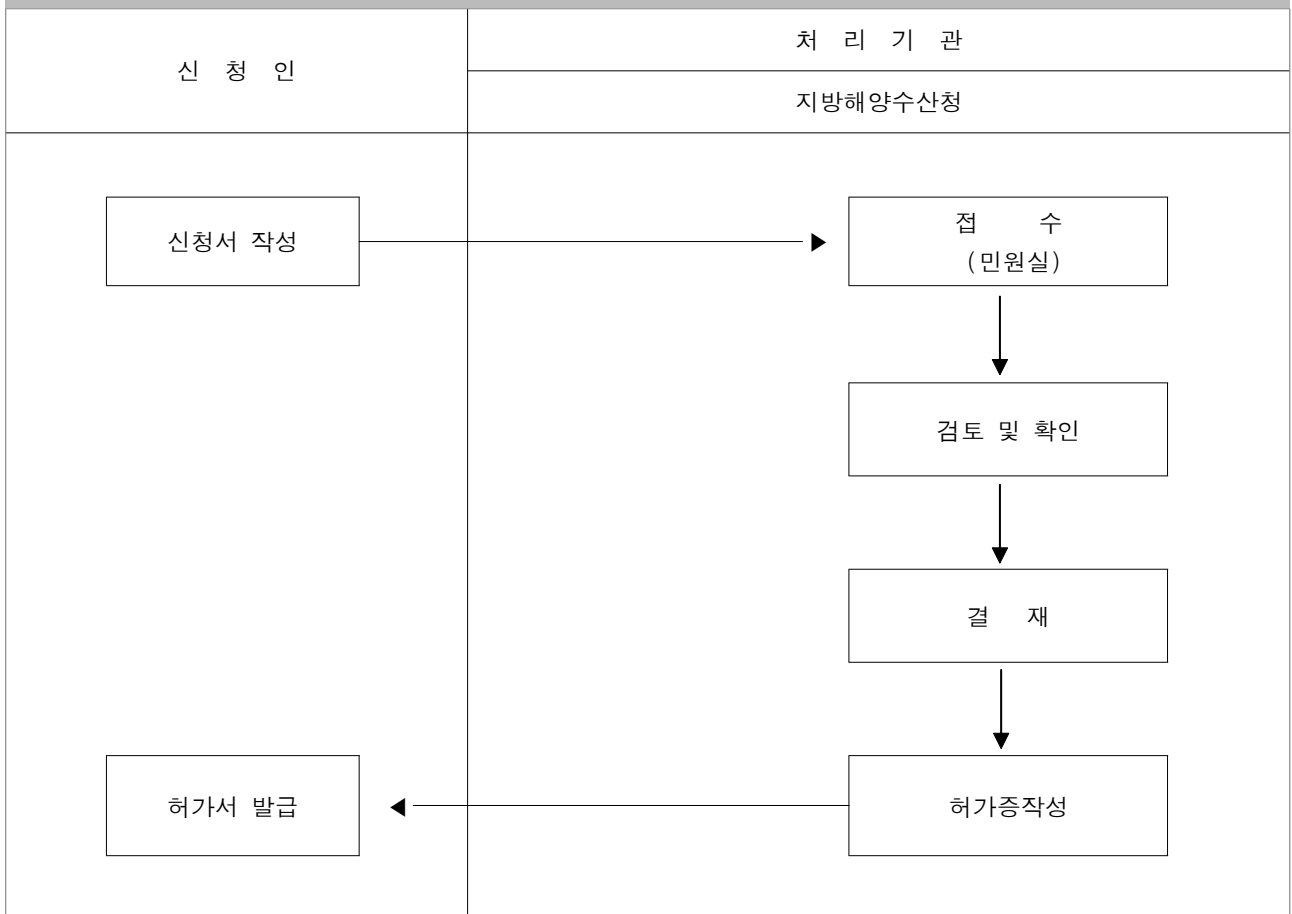 신 청 인
처 리 기 관
지방해양수산청
신청서 작성
접 수
(민원실)
검토 및 확인
결 재
허가서 발급
허가증작성